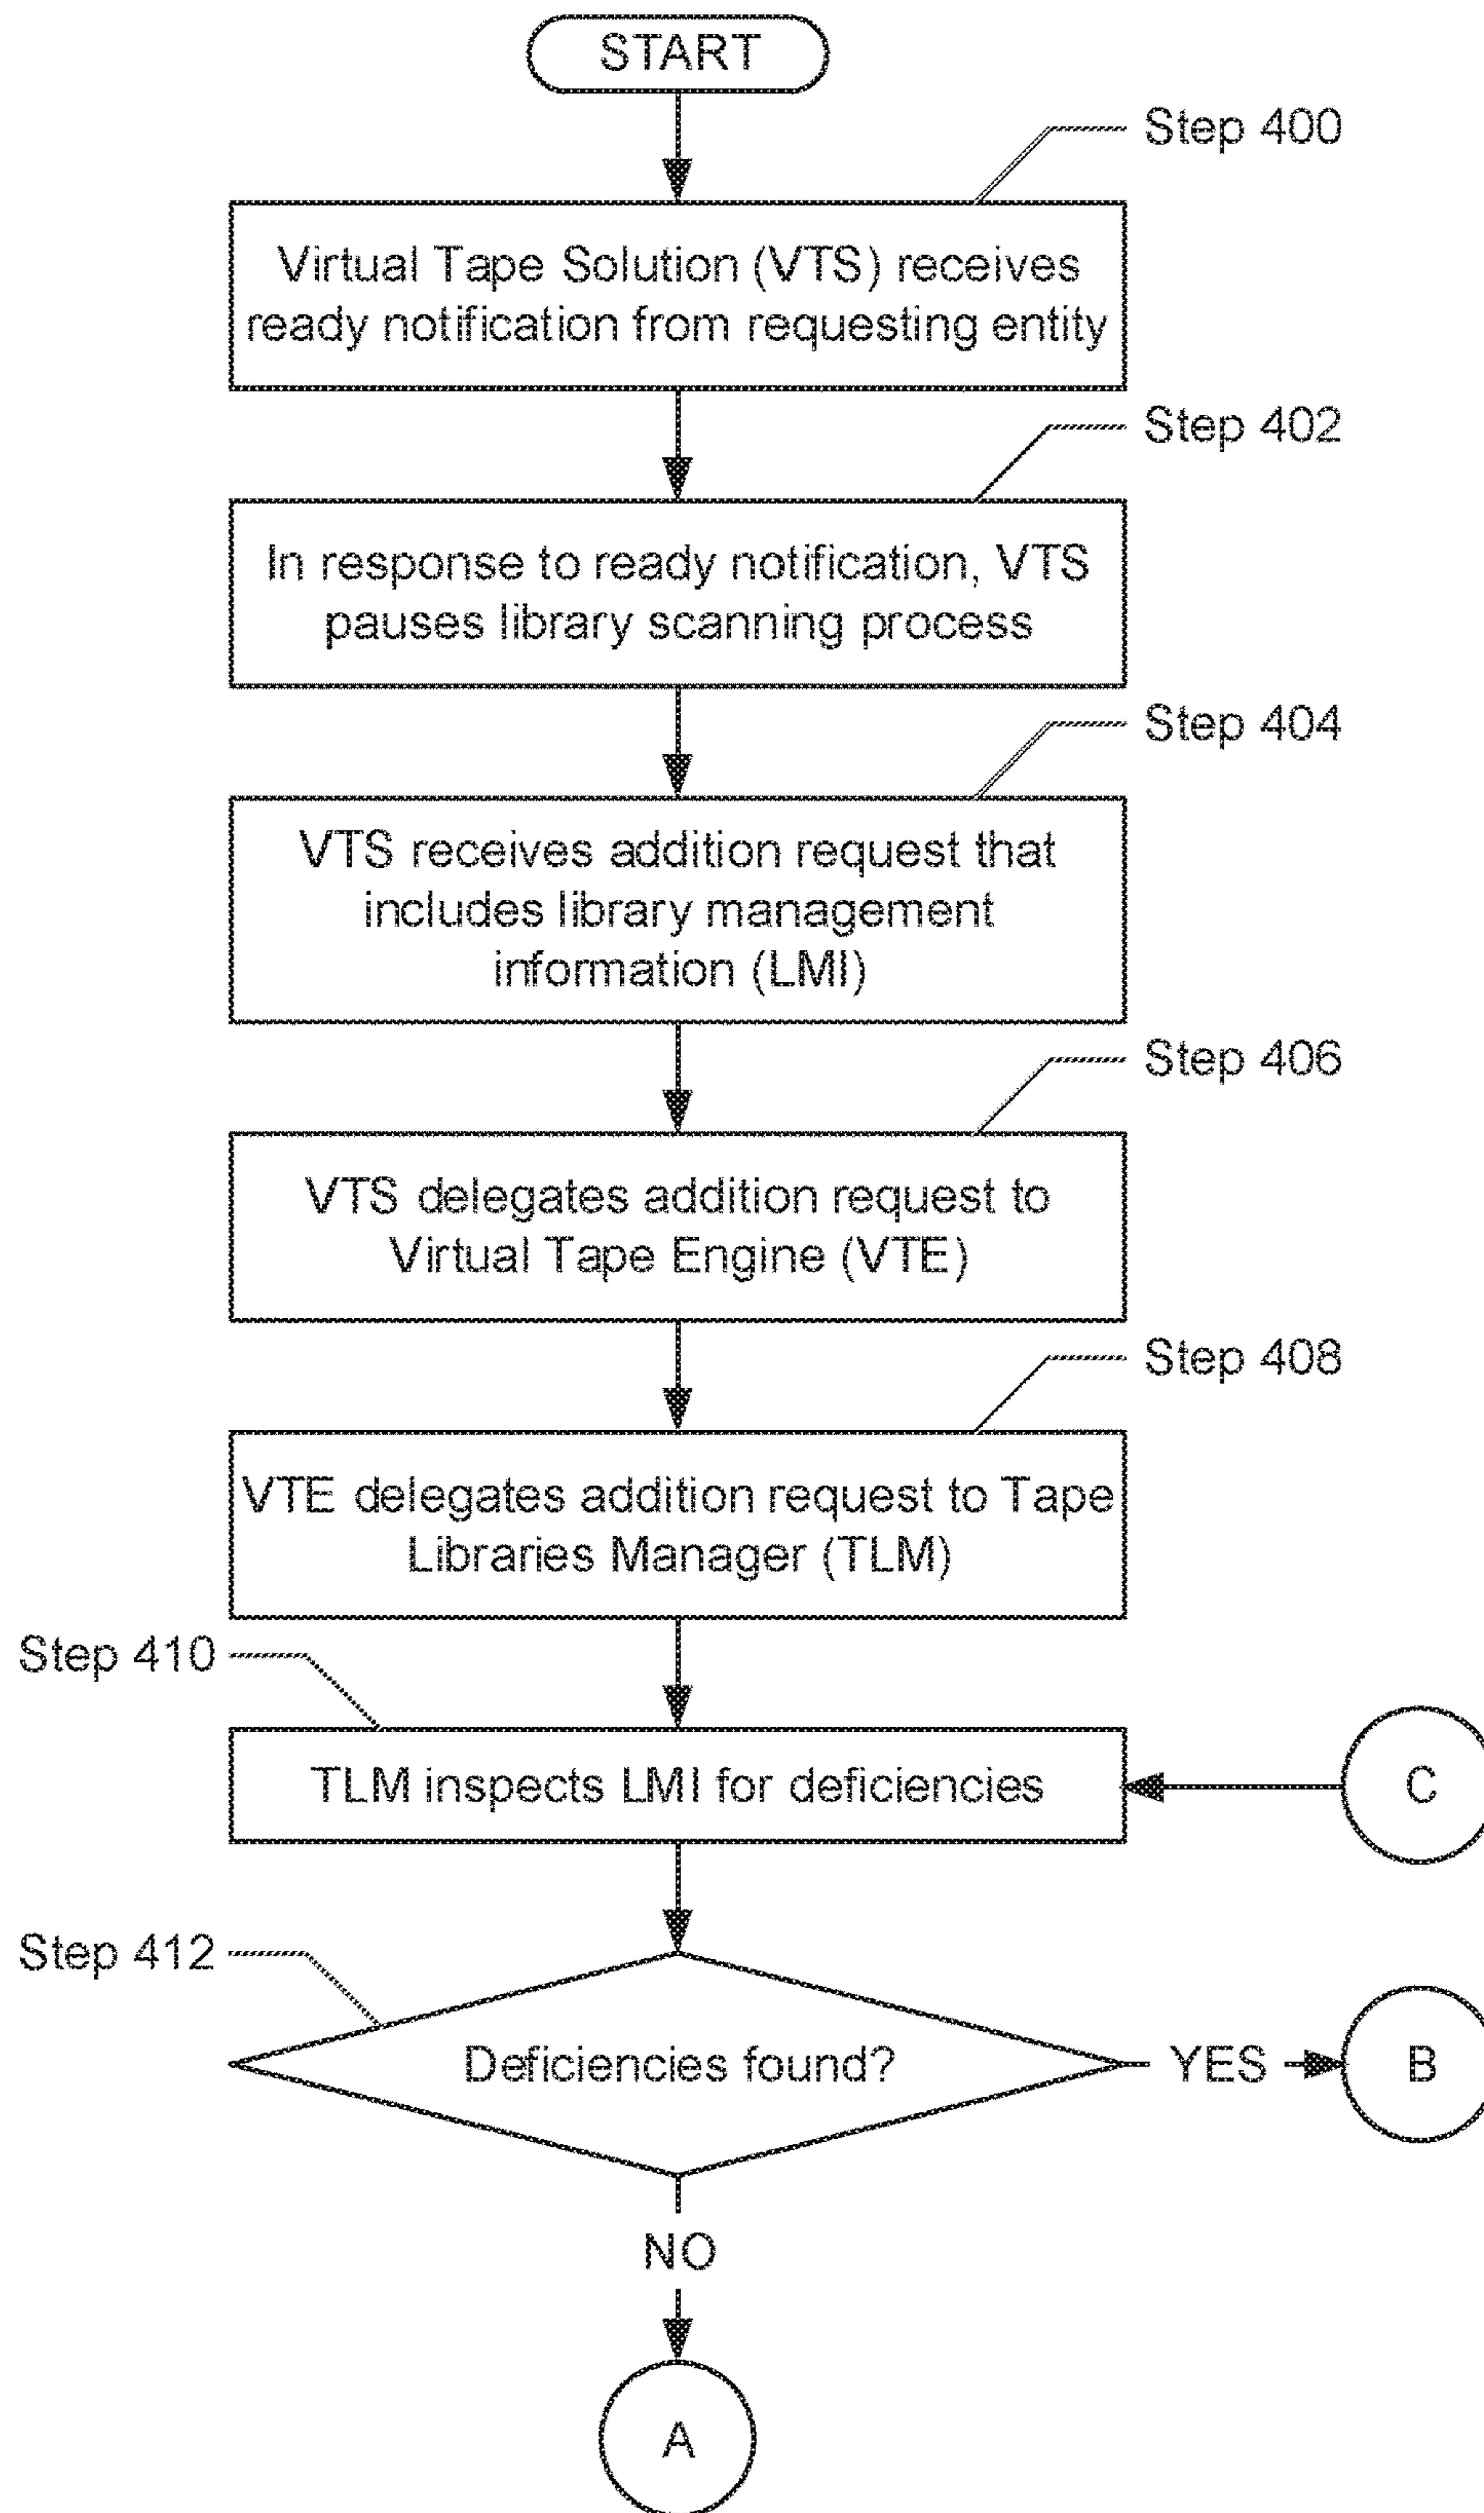 START
Step 400
Virtual Tape Solution (VTS) receives
ready notification from requesting entity
Step 402
In response to ready notification, VTS
pauses library scanning process
Step 404
VTS receives addition request that
includes library management
information (LMI)
Step 406
VTS delegates addition request to
Virtual Tape Engine (VTE)
Step 408
VTE delegates addition request to Tape
Libraries Manager (TLM)
Step 410
TLM inspects LMI for deficiencies
C
Step 412
Deficiencies found?
YES
B
NO
A